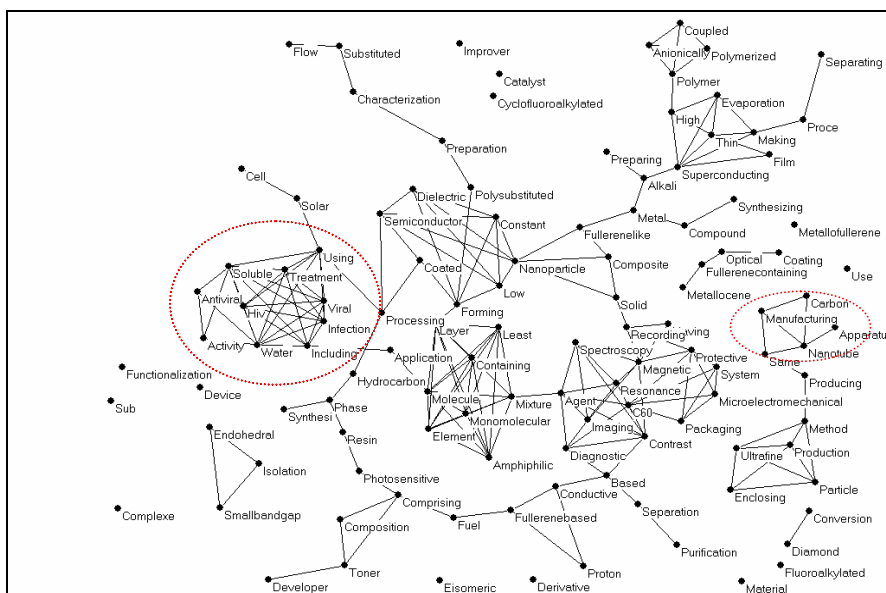 Coupled
Flow
Substituted
Improver
Anionically
Polymerized
Separating
Catalyst
Polymer
Characterization
Cyclofluoroalkylated
Evaporation
High
Proce
Thin
Making
Preparation
Preparing
Film
Superconducting
Cell
Alkali
Dielectric
Polysubstituted
Solar
Semiconductor
Constant
Metal
Synthesizing
Fullerenelike
Compound
Metallofullerene
Using
Optical
Coating
Soluble
Treatment
Coated
Nanoparticle
Composite
Fullerenecontaining
Use
Antiviral
Low
Metallocene
Viral
Solid
Carbon
Hiv
Forming
Manufacturing
Infection
Processing
Layer
Least
Recording
Apparatu
Activity
Water
Including
Application
Spectroscopy
Protective
Same
Nanotube
Containing
Magnetic
System
Functionalization
Hydrocarbon
Resonance
Producing
Device
Molecule
Mixture
Agent
Microelectromechanical
Sub
Synthesi
Phase
Monomolecular
C60
Endohedral
Element
Imaging
Packaging
Method
Resin
Diagnostic
Contrast
Ultrafine
Production
Isolation
Amphiphilic
Photosensitive
Based
Enclosing
Particle
Conductive
Comprising
Complexe
Smallbandgap
Composition
Fuel
Fullerenebased
Separation
Conversion
Purification
Diamond
Toner
Proton
Fluoroalkylated
Developer
Eisomeric
Derivative
Material